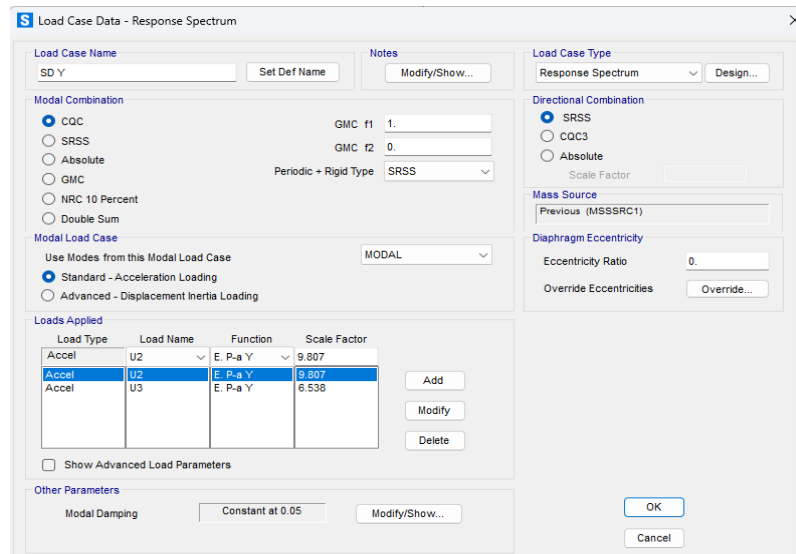 S Load Case Data - Response Spectrum
Load Case Name
SD Y
Set Def Name
Notes
Modify/Show...
Load Case Type
Response Spectrum
Design...
Modal Combination
CQC
SRSS
Absolute
GMC
NRC 10 Percent
Double Sum
GMC f1 1.
GMC f2 0.
Periodic + Rigid Type SRSS
Directional Combination
SRSS
CQC3
Absolute
Scale Factor
Mass Source
Previous (MSSSRC1)
Modal Load Case
Use Modes from this Modal Load Case MODAL
Standard - Acceleration Loading
Advanced - Displacement Inertia Loading
Diaphragm Eccentricity
Eccentricity Ratio 0.
Override Eccentricities Override...
Loads Applied
Load Type Load Name Function Scale Factor
Accel U2 E. P-a Y 9.807
Accel U2 E. P-a Y 9.807
Accel U3 E. P-a Y 6.538
Add
Modify
Delete
Show Advanced Load Parameters
Other Parameters
Modal Damping Constant at 0.05 Modify/Show...
OK
Cancel